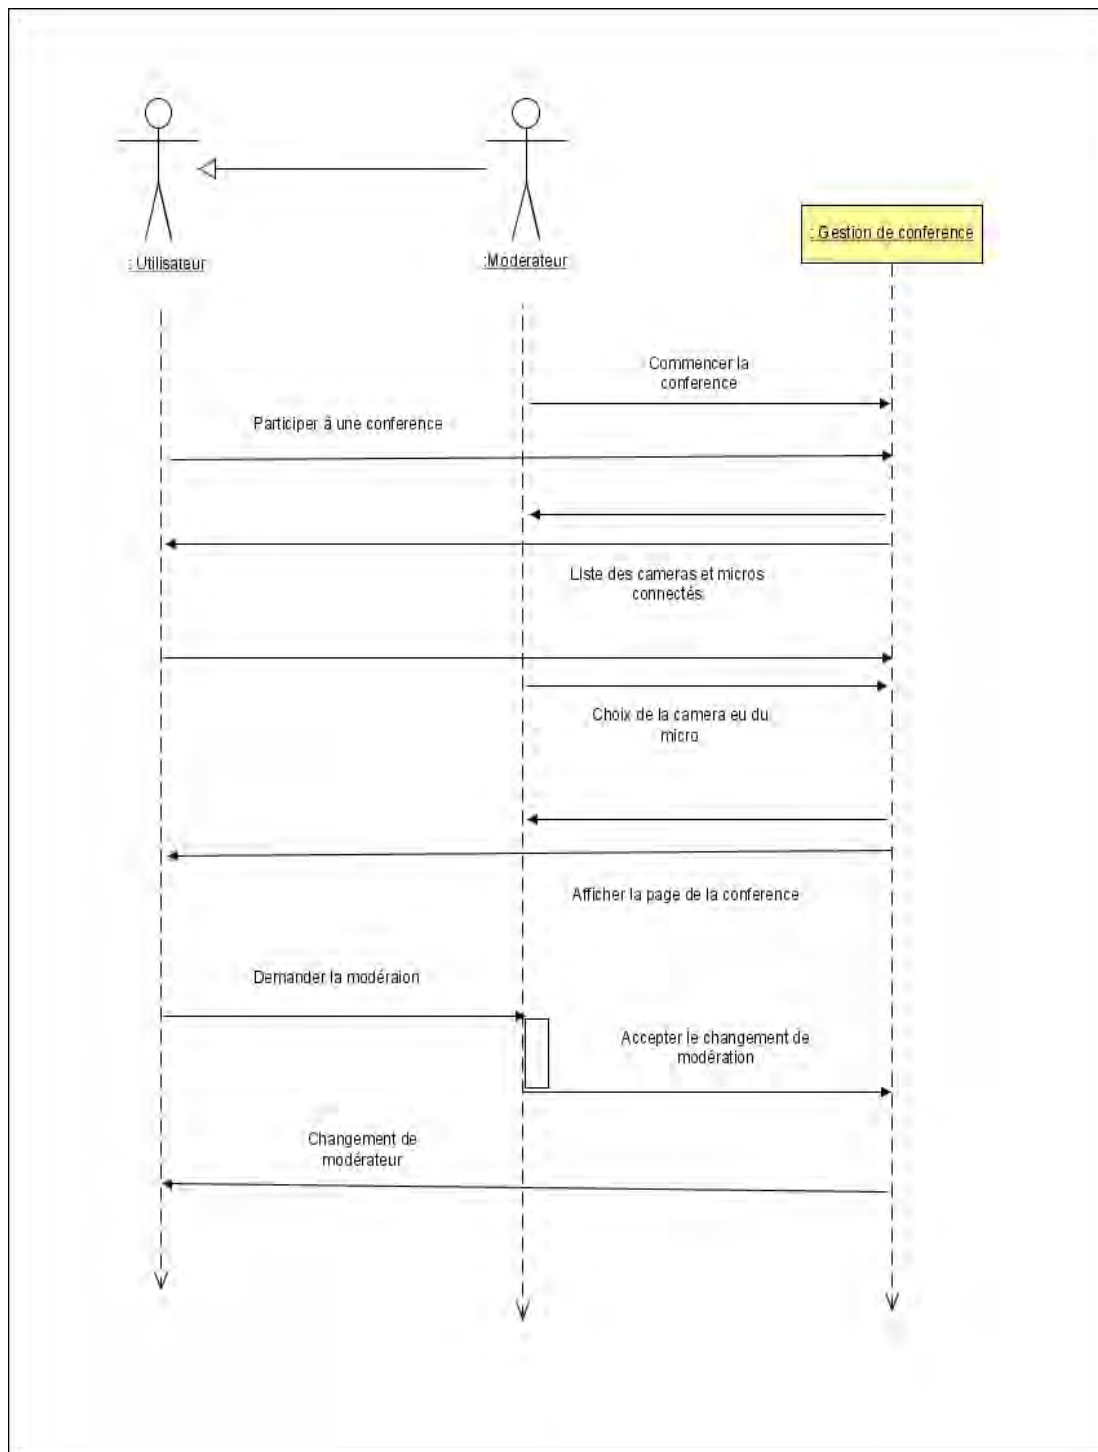 : Utilisateur
:Moderateur
: Gestion de conference
Commencer la
conference
Participer à une conference
Liste des cameras et micros
connectés
Choix de la camera eu du
micro
Afficher la page de la conference
Demander la modéraion
Accepter le changement de
modération
Changement de
modérateur